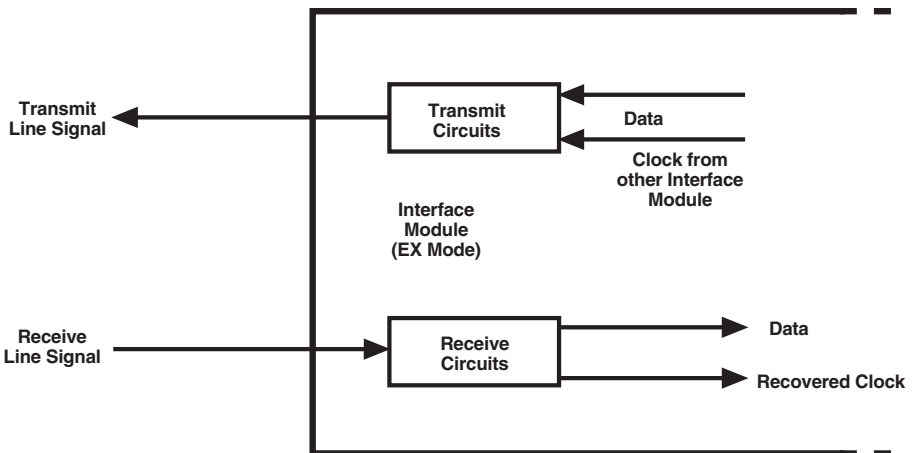 Transmit
Line Signal
Transmit
Circuits
Data
Clock from
other Interface
Module
Interface
Module
(EX Mode)
Receive
Line Signal
Receive
Circuits
Data
Recovered Clock